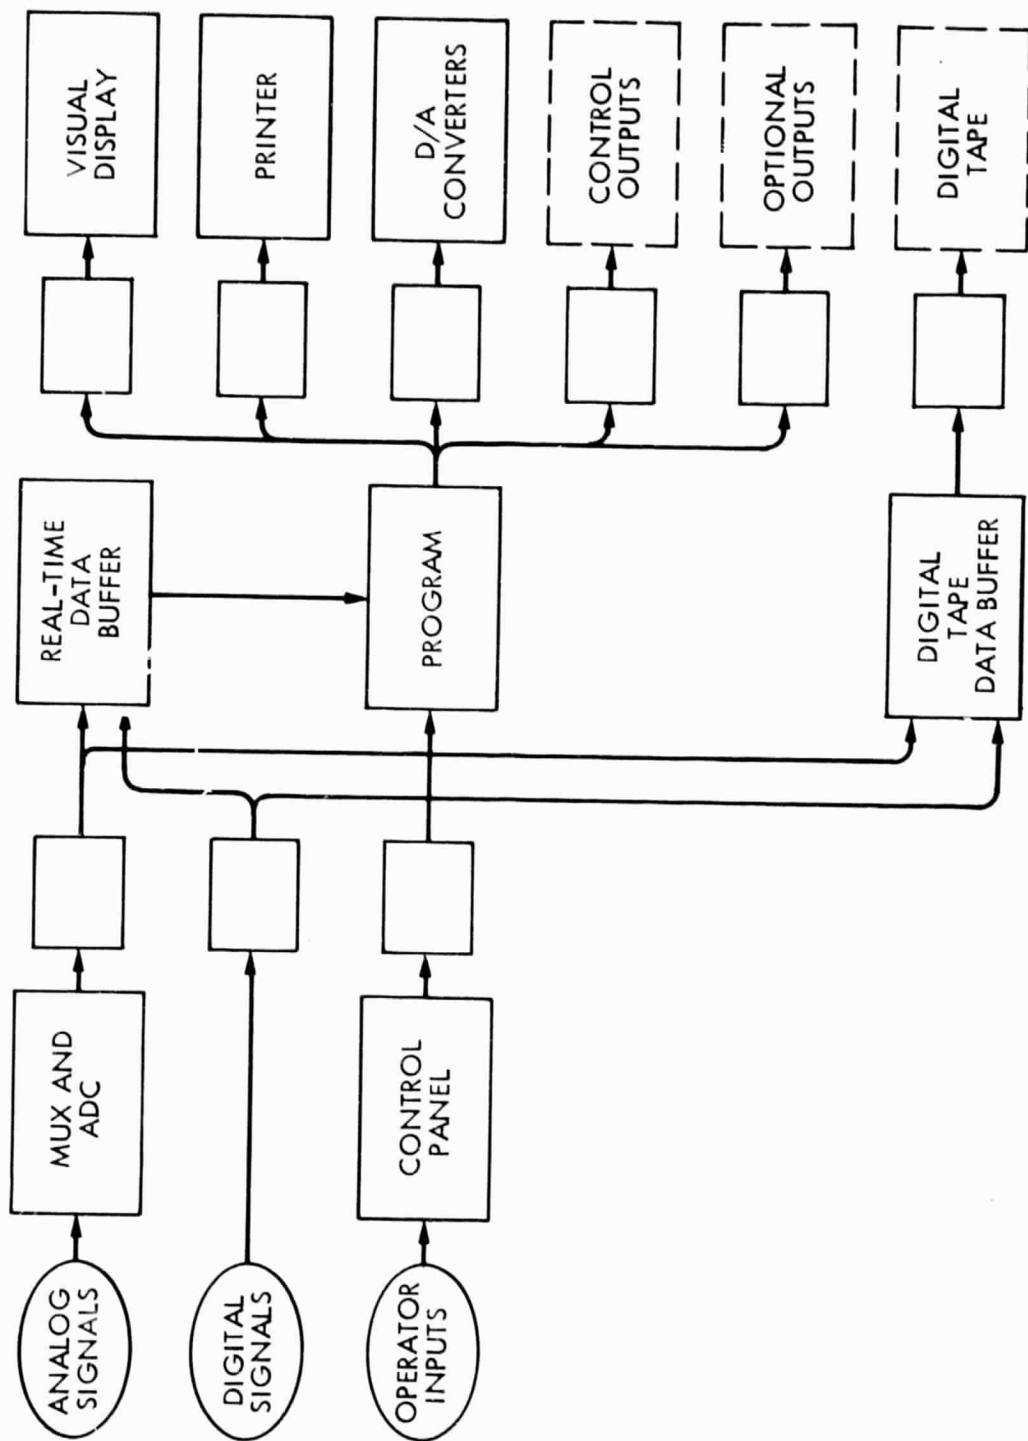 ANALOG
SIGNALS
MUX AND
ADC
REAL-TIME
DATA
BUFFER
VISUAL
DISPLAY
DIGITAL
SIGNALS
PRINTER
OPERATOR
INPUTS
CONTROL
PANEL
PROGRAM
D/A
CONVERTERS
CONTROL
OUTPUTS
OPTIONAL
OUTPUTS
DIGITAL
TAPE
DATA BUFFER
DIGITAL
TAPE